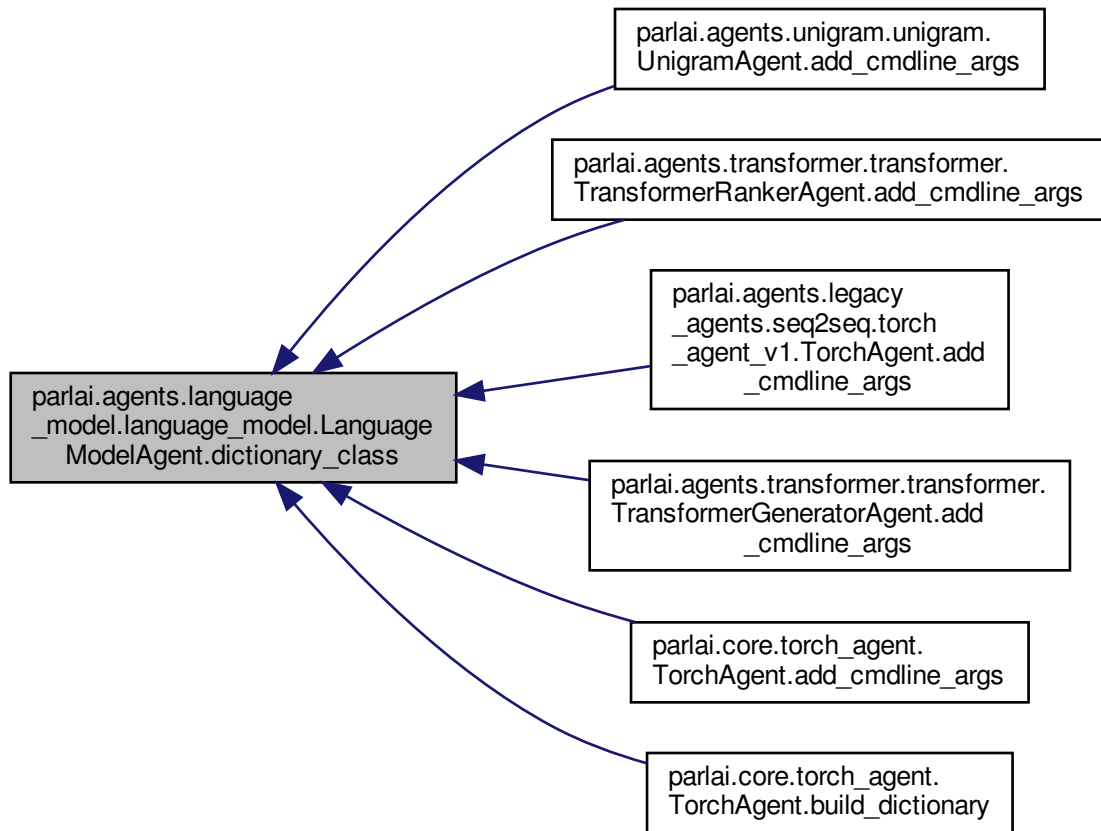 parlai.agents.unigram.unigram.
UnigramAgent.add_cmdline_args
parlai.agents.transformer.transformer.
TransformerRankerAgent.add_cmdline_args
parlai.agents.legacy
_agents.seq2seq.torch
_agent_v1.TorchAgent.add
_cmdline_args
parlai.agents.language
_model.language_model.Language
ModelAgent.dictionary_class
parlai.agents.transformer.transformer.
TransformerGeneratorAgent.add
_cmdline_args
parlai.core.torch_agent.
TorchAgent.add_cmdline_args
parlai.core.torch_agent.
TorchAgent.build_dictionary